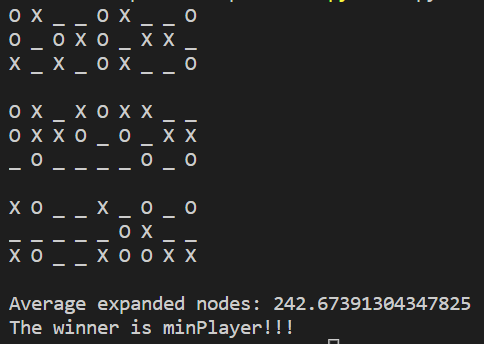 O X _ _ O X _ _ O
O _ O X O _ X X _
X _ X _ O X _ _ O
O X _ X O X X _ _
O X X O _ O _ X X
_ O _ _ _ _ O _ O
X O _ _ X _ O _ O
_ _ _ _ _ O X _ _
X O _ _ X O O X X
Average expanded nodes: 242.67391304347825
The winner is minPlayer!!!